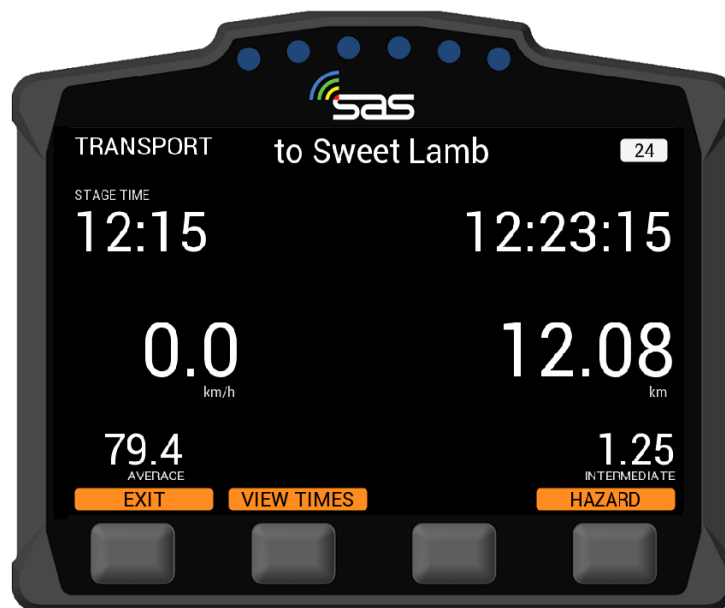 sas
TRANSPORT to Sweet Lamb 24
STAGE TIME
12:15 12:23:15
0.0 12.08
km/h km
79.4 1.25
AVERAGE INTERMEDIATE
EXIT VIEW TIMES HAZARD